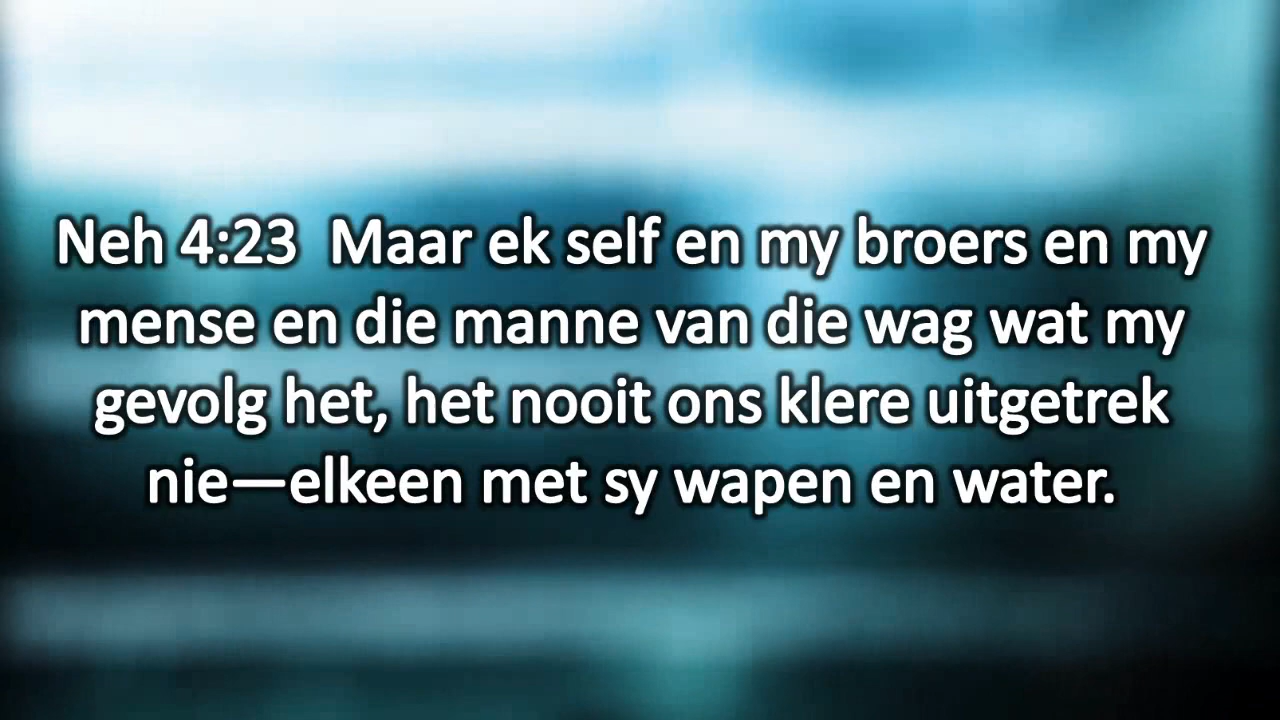 Neh 4:23  Maar ek self en my broers en my
mense en die manne van die wag wat my
gevolg het, het nooit ons klere uitgetrek
nie—elkeen met sy wapen en water.